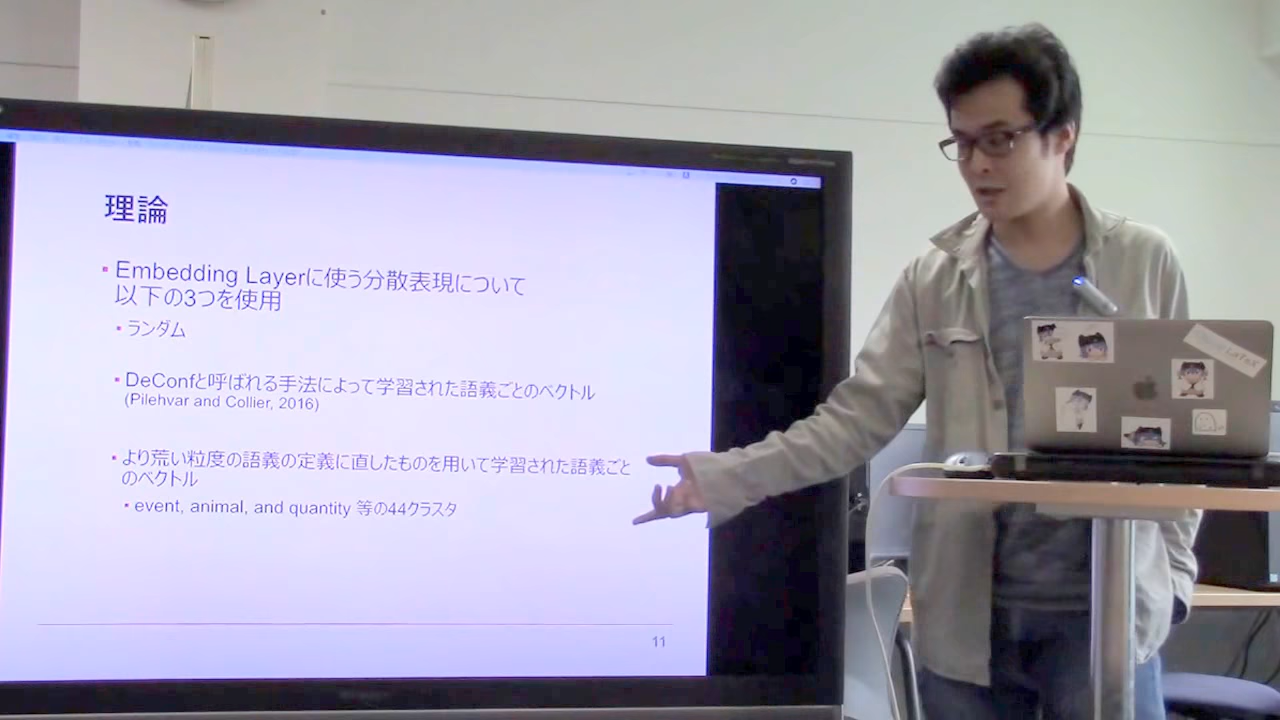 理論
▪ Embedding Layerに使う分散表現について
以下の3つを使用
▪ ランダム
▪ DeConfと呼ばれる手法によって学習された語義ごとのベクトル
(Pilehvar and Collier, 2016)
▪ より荒い粒度の語義の定義に直したものを用いて学習された語義ごと
のベクトル
▪ event, animal, and quantity 等の44クラスタ
11